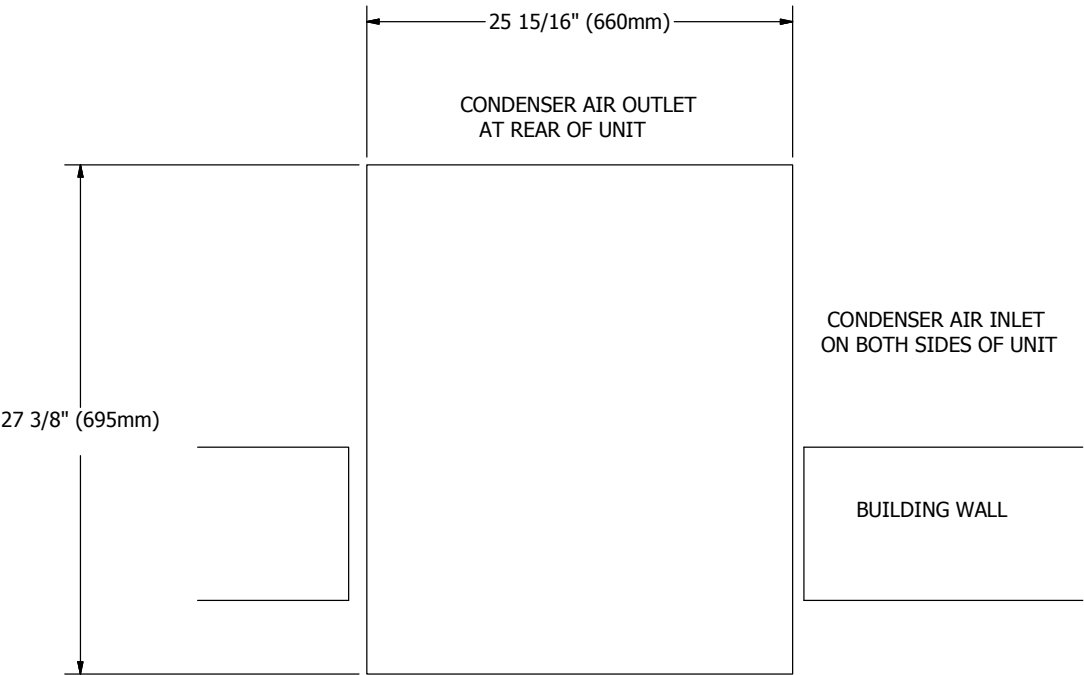 25 15/16" (660mm)
CONDENSER AIR OUTLET
AT REAR OF UNIT
CONDENSER AIR INLET
ON BOTH SIDES OF UNIT
27 3/8" (695mm)
BUILDING WALL